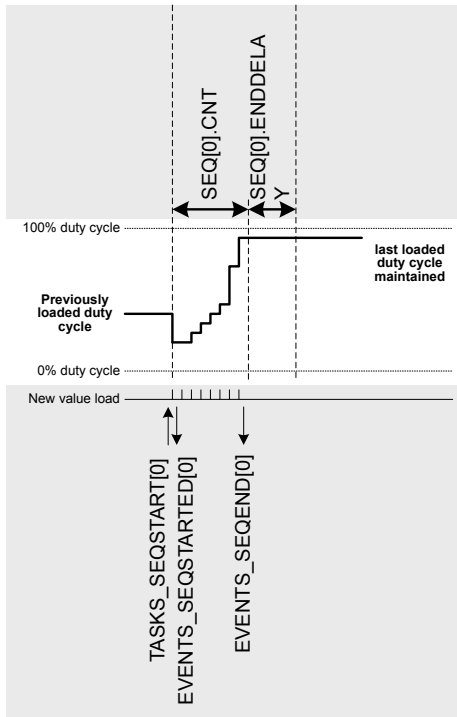 SEQ[0].CNT
SEQ[0].ENDDELA
Y
100% duty cycle
last loaded
duty cycle
maintained
Previously
loaded duty
cycle
0% duty cycle
New value load
TASKS_SEQSTART[0]
EVENTS_SEQSTARTED[0]
EVENTS_SEQEND[0]